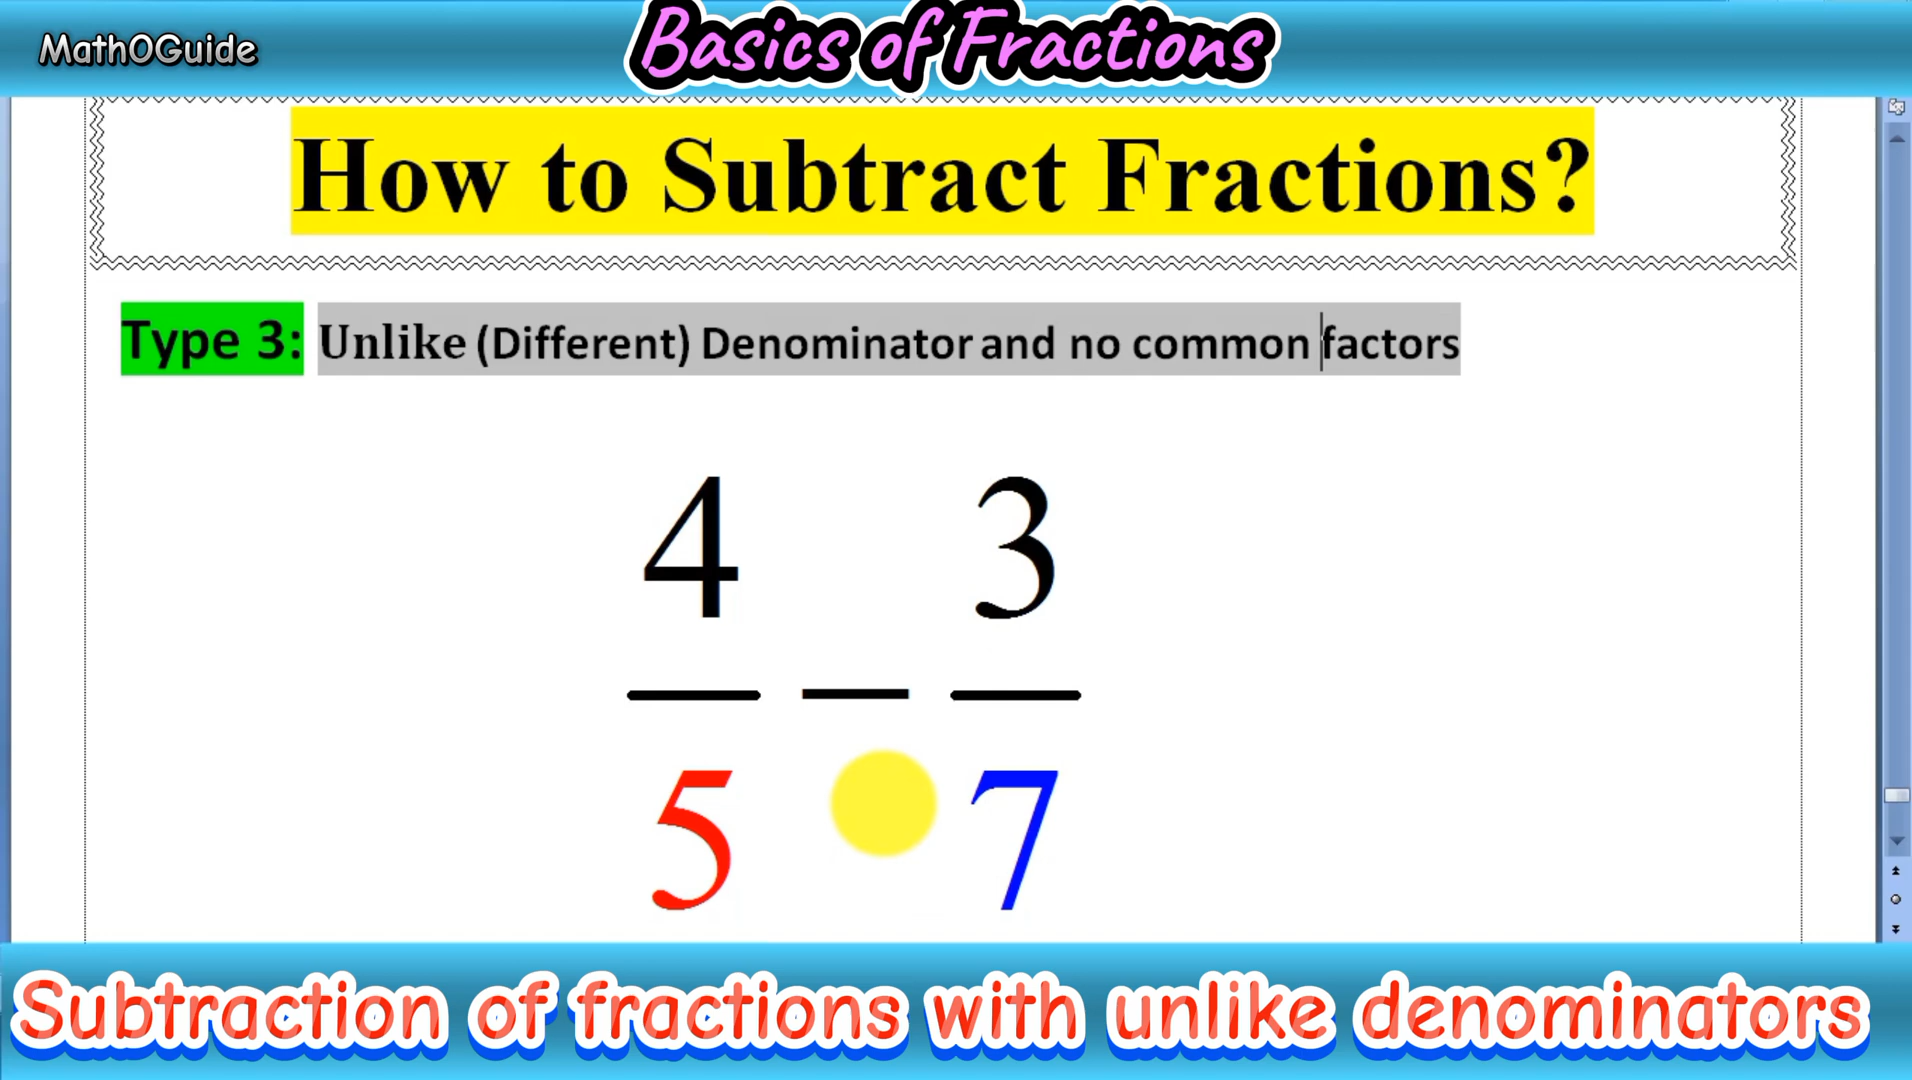 MathOGuide
Basics of Fractions
How to Subtract Fractions?
Type 3: Unlike (Different) Denominator and no common factors
4 3
— — —
5 7
Subtraction of fractions with unlike denominators